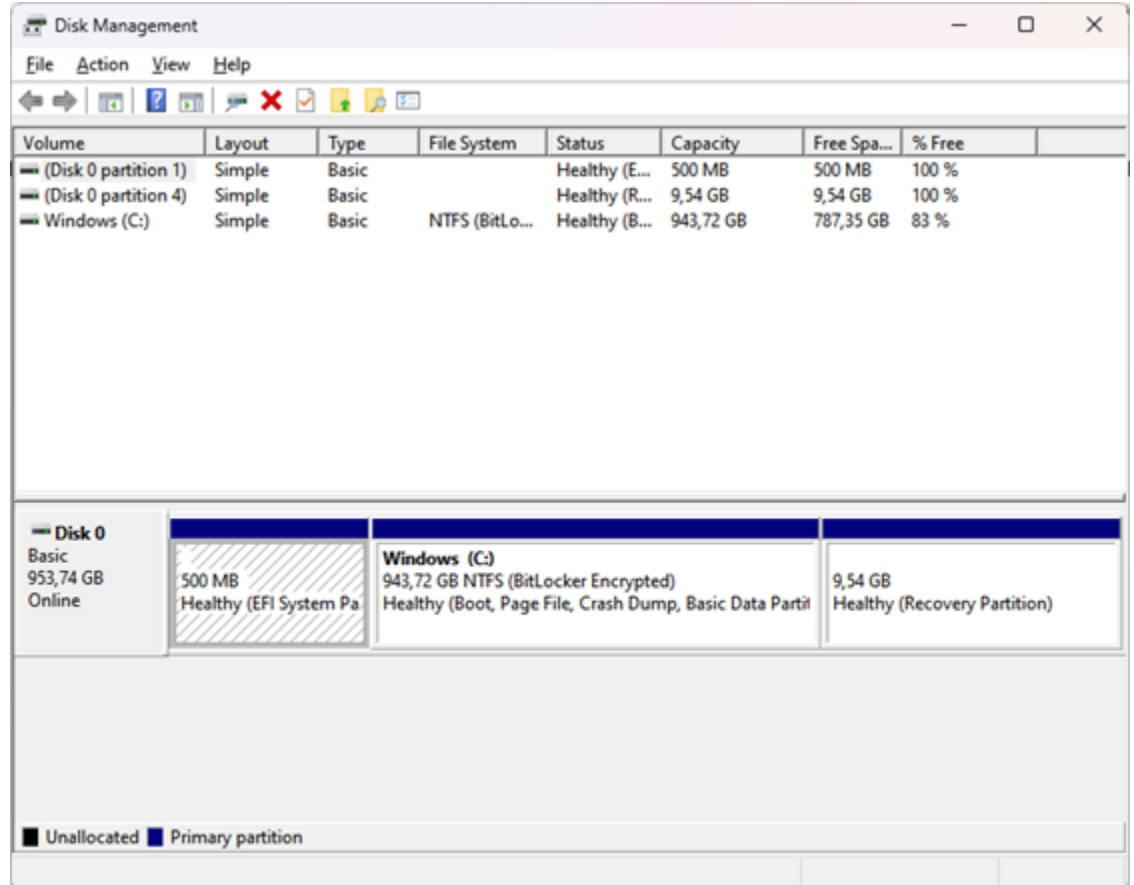 Disk Management
File Action View Help
Volume Layout Type File System Status Capacity Free Spa... % Free
(Disk 0 partition 1) Simple Basic Healthy (E... 500 MB 500 MB 100 %
(Disk 0 partition 4) Simple Basic Healthy (R... 9,54 GB 9,54 GB 100 %
Windows (C:) Simple Basic NTFS (BitLo... Healthy (B... 943,72 GB 787,35 GB 83 %
Disk 0
Basic
953,74 GB
Online
500 MB
Healthy (EFI System Pa
Windows (C:)
943,72 GB NTFS (BitLocker Encrypted)
Healthy (Boot, Page File, Crash Dump, Basic Data Partit
9,54 GB
Healthy (Recovery Partition)
Unallocated Primary partition